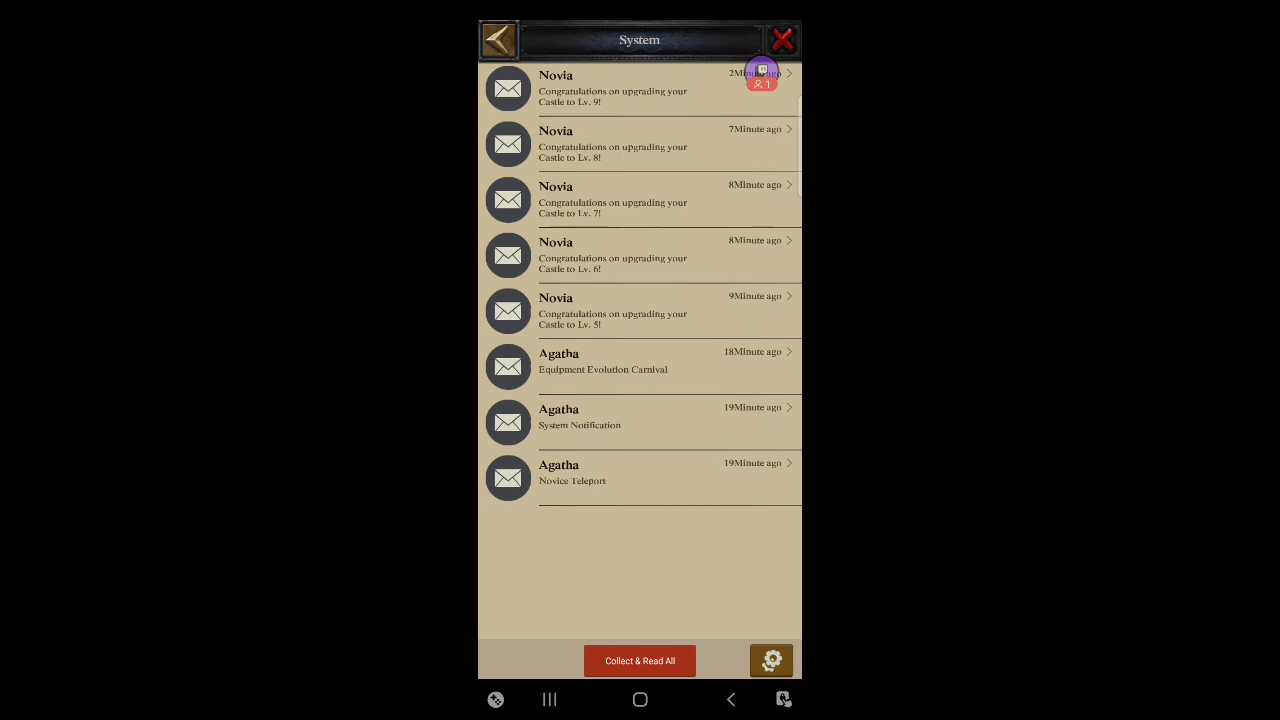 System
Novia
2Minute ago
1
Congratulations on upgrading your
Castle to Lv. 9!
Novia
7Minute ago
Congratulations on upgrading your
Castle to Lv. 8!
Novia
8Minute ago
Congratulations on upgrading your
Castle to Lv. 7!
Novia
8Minute ago
Congratulations on upgrading your
Castle to Lv. 6!
Novia
9Minute ago
Congratulations on upgrading your
Castle to Lv. 5!
Agatha
18Minute ago
Equipment Evolution Carnival
Agatha
19Minute ago
System Notification
Agatha
19Minute ago
Novice Teleport
Collect & Read All